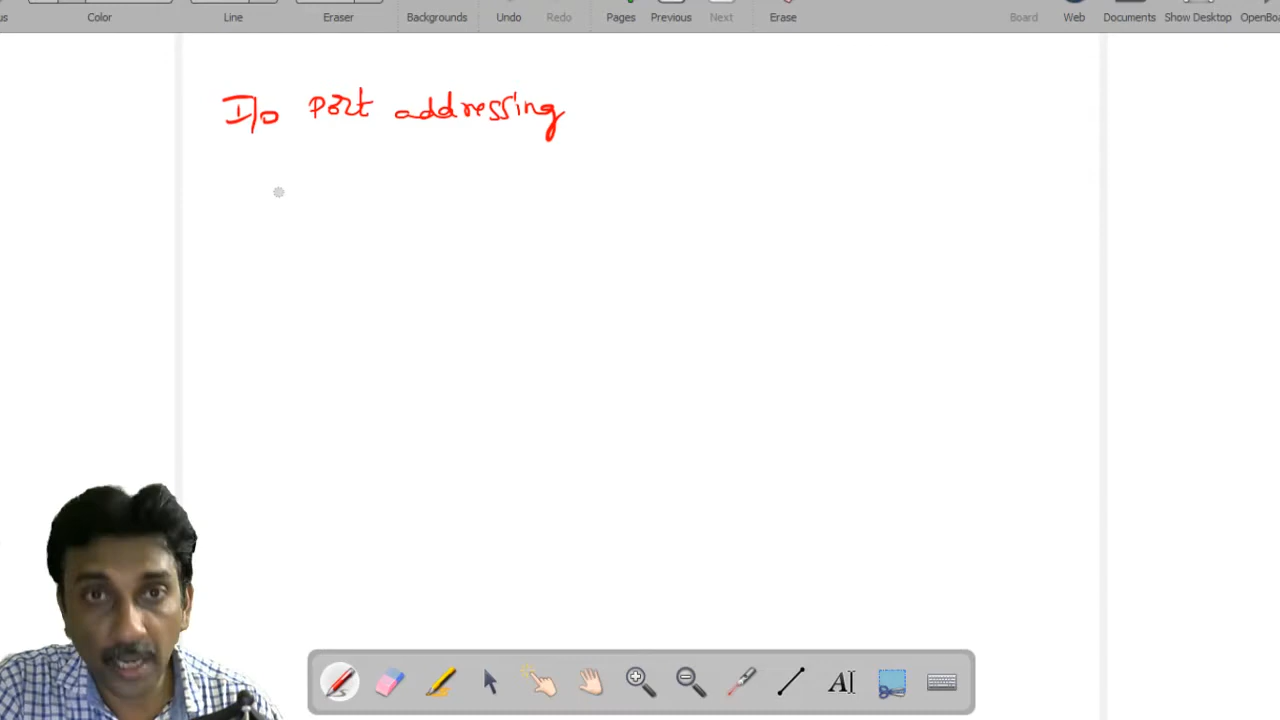 Color Line Eraser Backgrounds Undo Redo Pages Previous Next Erase Board Web Documents Show Desktop
I/o Port addressing